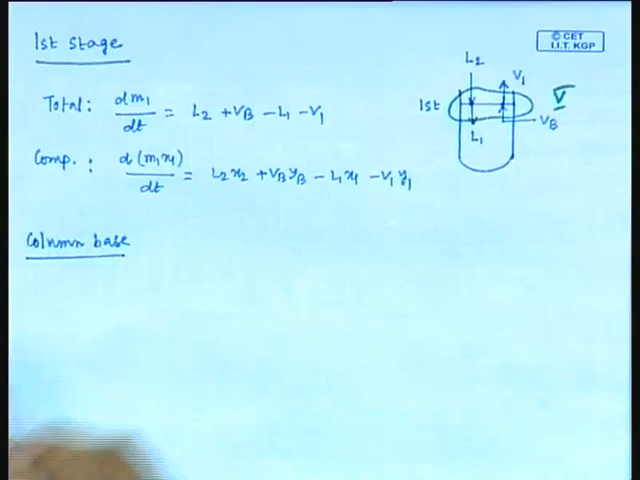 1st stage
© CET
I.I.T. KGP
Total: dm1/dt = L2 + VB - L1 - V1
Comp.: d(m1x1)/dt = L2x2 + VByB - L1x1 - V1y1
Column base
L2
V1
1st
V
VB
L1